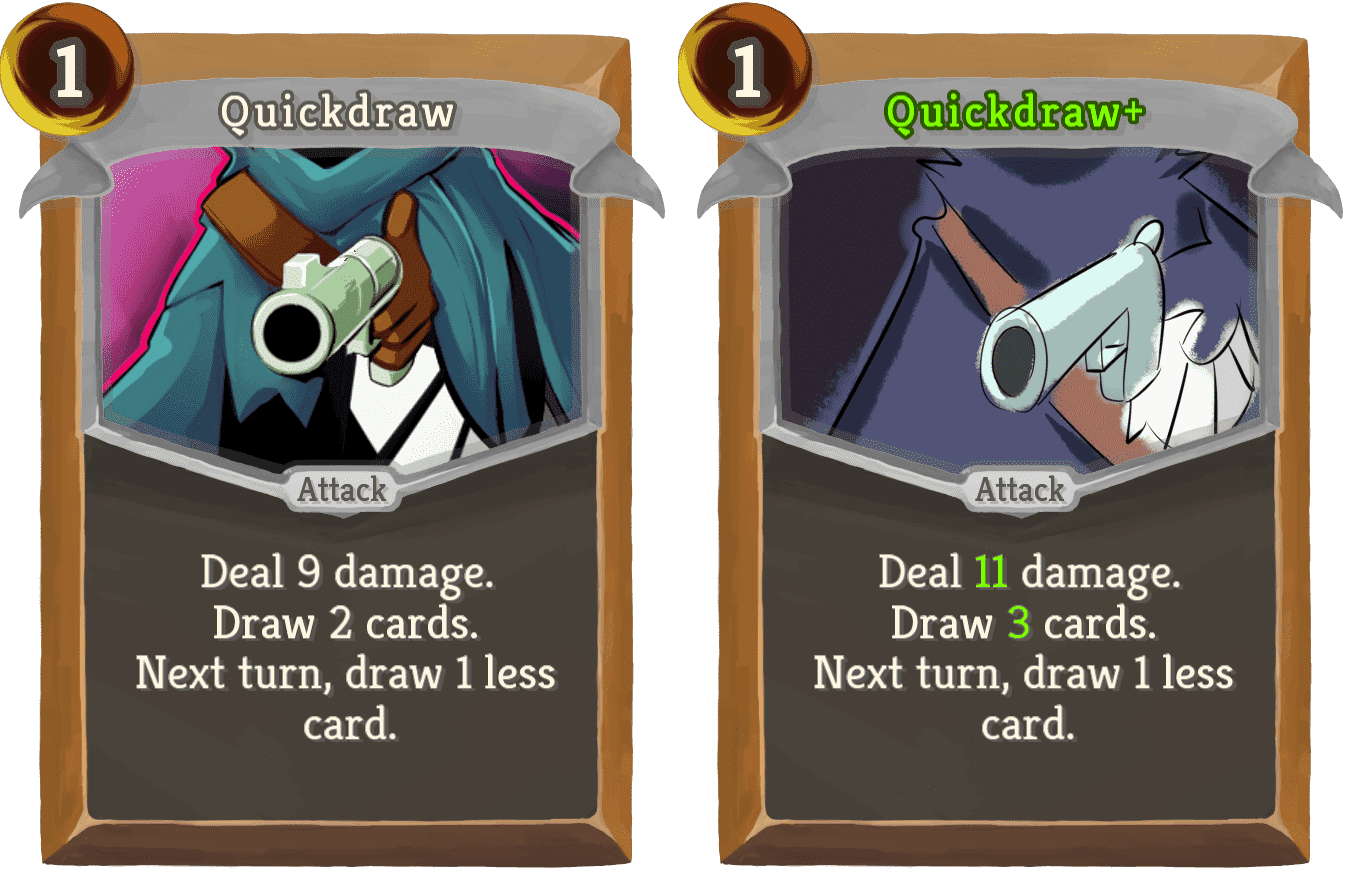 1
Quickdraw
Attack
Deal 9 damage.
Draw 2 cards.
Next turn, draw 1 less
card.
1
Quickdraw+
Attack
Deal 11 damage.
Draw 3 cards.
Next turn, draw 1 less
card.